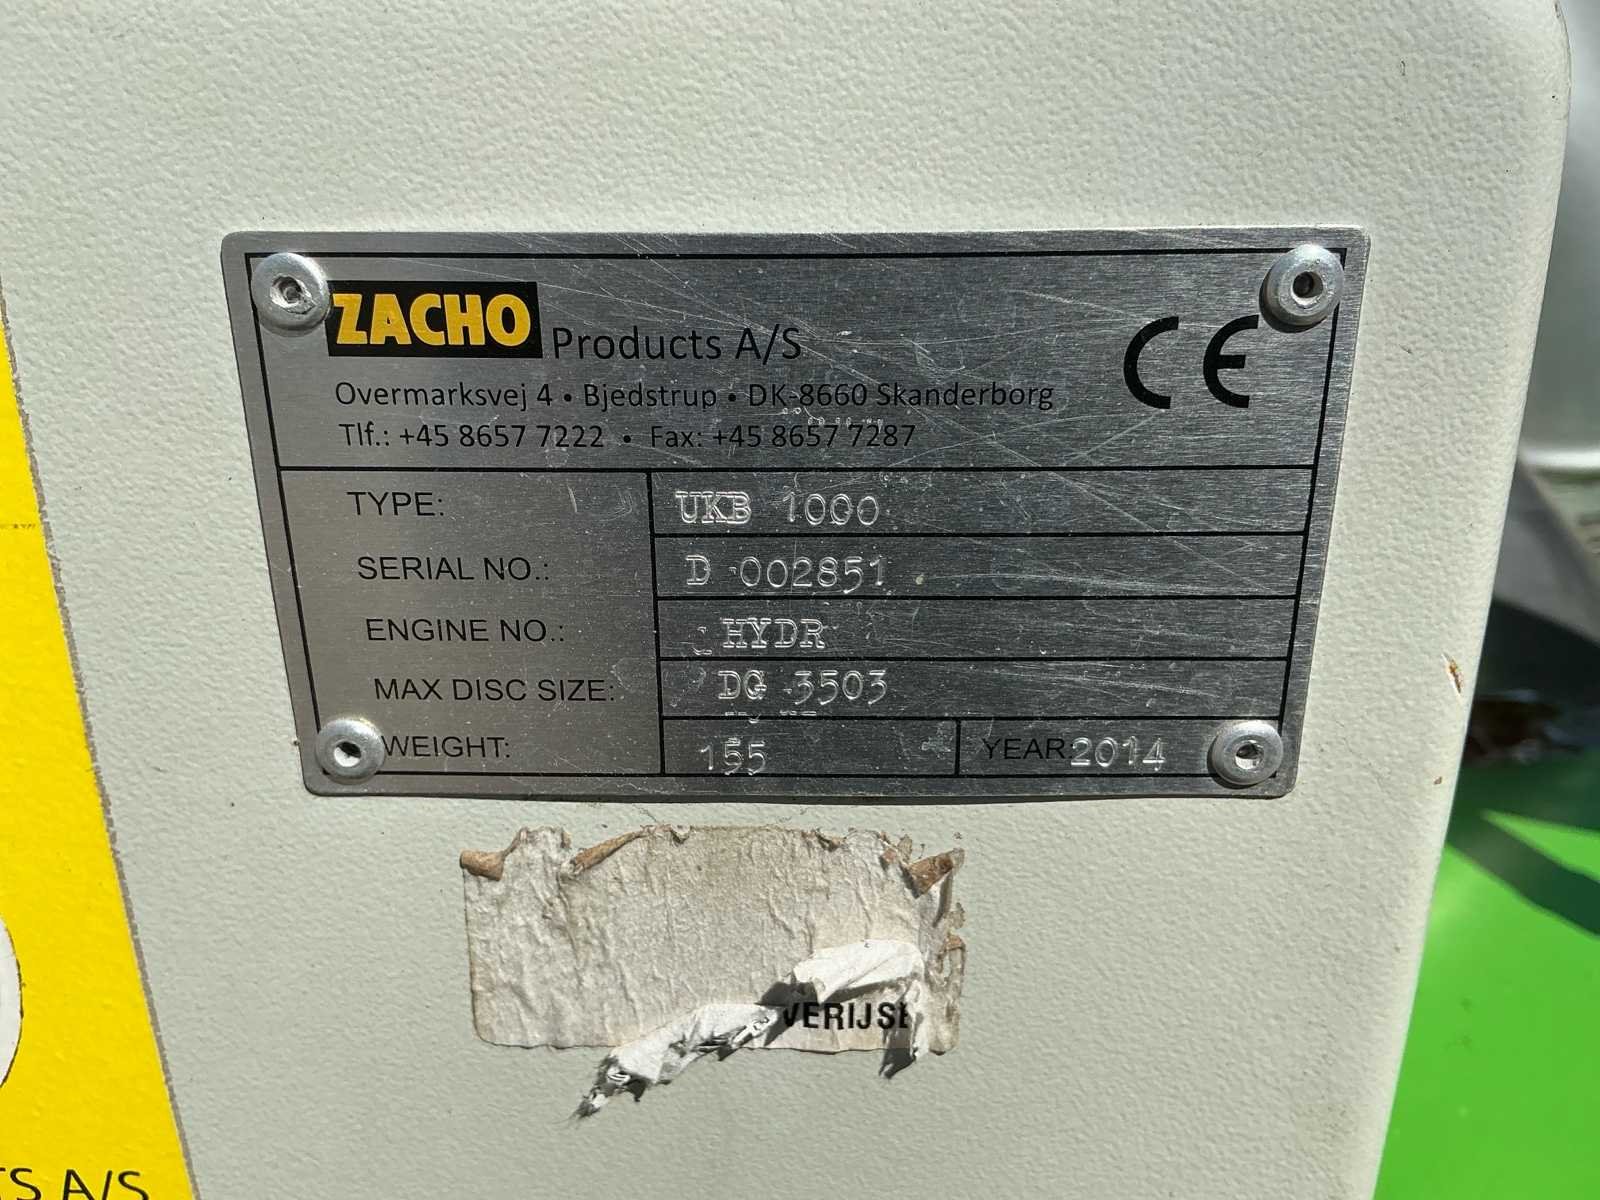 ZACHO Products A/S
CE
Overmarksvej 4 • Bjedstrup • DK-8660 Skanderborg
Tlf.: +45 8657 7222 • Fax: +45 8657 7287
TYPE: UKB 1000
SERIAL NO.: D 002851
ENGINE NO.: HYDR
MAX DISC SIZE: DG 3503
WEIGHT: 155 YEAR: 2014
VERIJSE
TS A/S